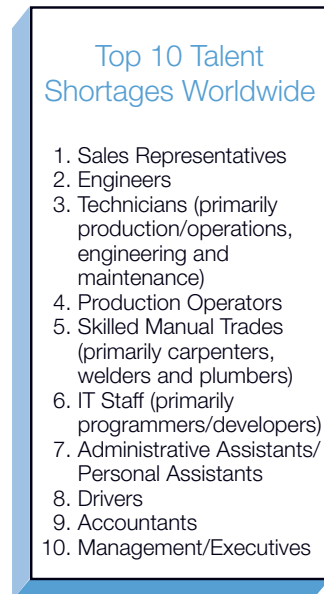 Top 10 Talent
Shortages Worldwide
1. Sales Representatives
2. Engineers
3. Technicians (primarily
production/operations,
engineering and
maintenance)
4. Production Operators
5. Skilled Manual Trades
(primarily carpenters,
welders and plumbers)
6. IT Staff (primarily
programmers/developers)
7. Administrative Assistants/
Personal Assistants
8. Drivers
9. Accountants
10. Management/Executives